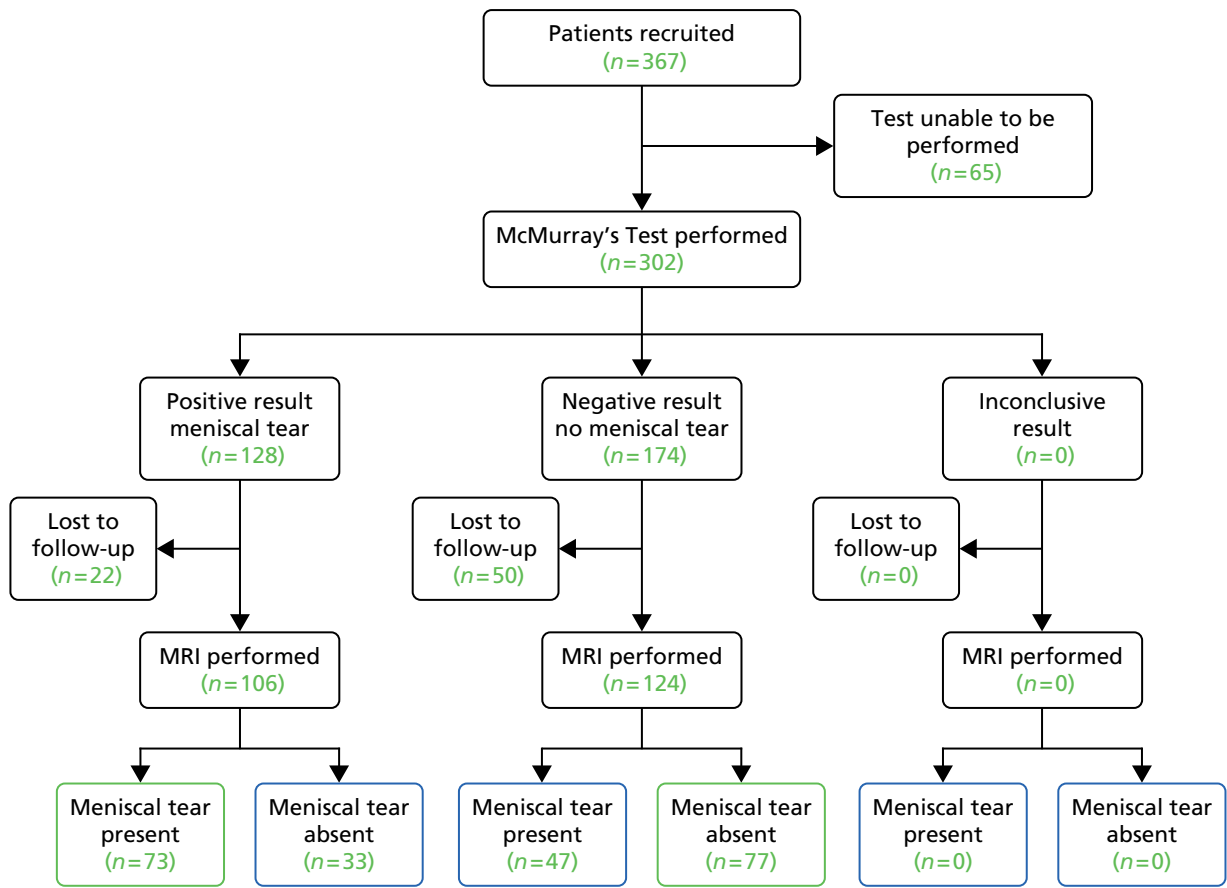 Patients recruited
(n=367)
Test unable to be
performed
(n=65)
McMurray's Test performed
(n=302)
Positive result
meniscal tear
(n=128)
Negative result
no meniscal tear
(n=174)
Inconclusive
result
(n=0)
Lost to
follow-up
(n=22)
Lost to
follow-up
(n=50)
Lost to
follow-up
(n=0)
MRI performed
(n=106)
MRI performed
(n=124)
MRI performed
(n=0)
Meniscal tear
present
(n=73)
Meniscal tear
absent
(n=33)
Meniscal tear
present
(n=47)
Meniscal tear
absent
(n=77)
Meniscal tear
present
(n=0)
Meniscal tear
absent
(n=0)